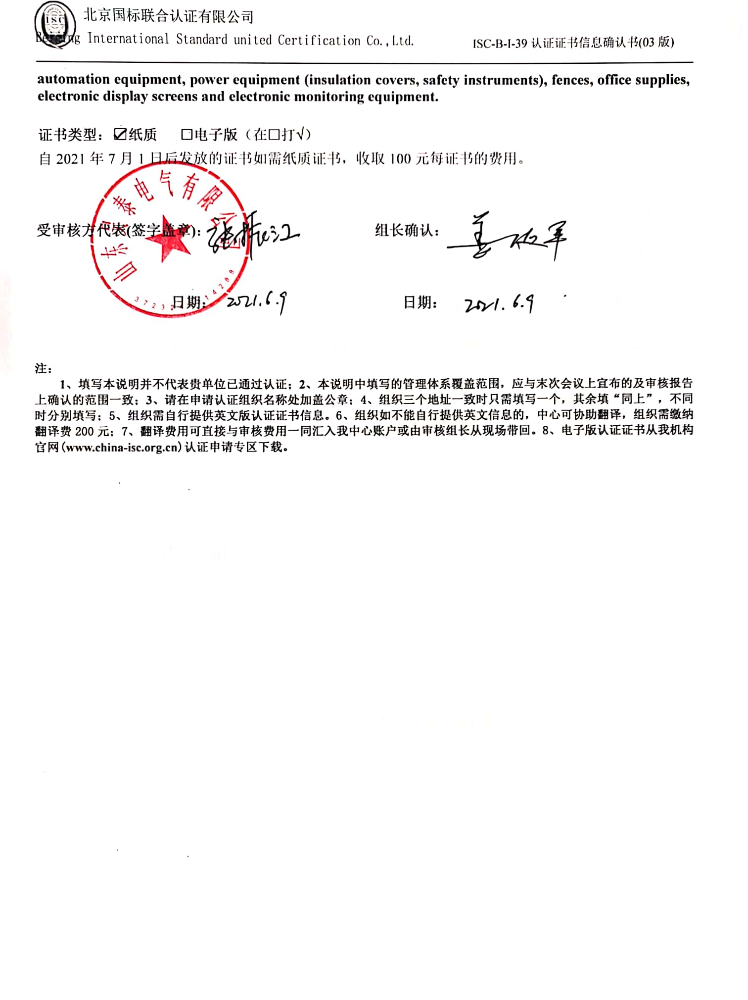 ISC
北京国标联合认证有限公司
Beijing International Standard united Certification Co.,Ltd.
ISC-B-I-39 认证证书信息确认书(03 版)
automation equipment, power equipment (insulation covers, safety instruments), fences, office supplies,
electronic display screens and electronic monitoring equipment.
证书类型：☑纸质 □电子版（在□打√）
自 2021 年 7 月 1 日后发放的证书如需纸质证书，收取 100 元每证书的费用。
山东 泰电气有限公司
受审核方代表(签字盖章)：张振江
组长确认：姜 军
日期：2021.6.9
日期：2021.6.9
注：
1、填写本说明并不代表贵单位已通过认证；2、本说明中填写的管理体系覆盖范围，应与末次会议上宣布的及审核报告
上确认的范围一致；3、请在申请认证组织名称处加盖公章；4、组织三个地址一致时只需填写一个，其余填“同上”，不同
时分别填写；5、组织需自行提供英文版认证证书信息。6、组织如不能自行提供英文信息的，中心可协助翻译，组织需缴纳
翻译费 200 元；7、翻译费用可直接与审核费用一同汇入我中心账户或由审核组长从现场带回。8、电子版认证证书从我机构
官网(www.china-isc.org.cn)认证申请专区下载。